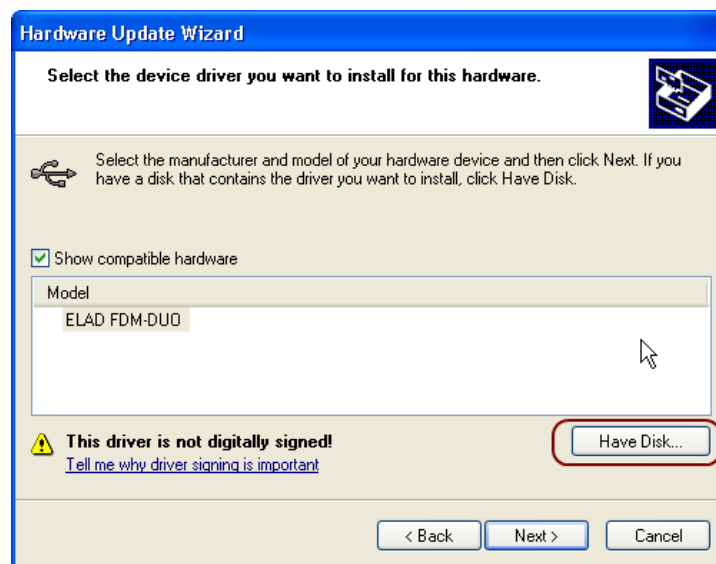 Hardware Update Wizard
Select the device driver you want to install for this hardware.
Select the manufacturer and model of your hardware device and then click Next. If you
have a disk that contains the driver you want to install, click Have Disk.
Show compatible hardware
Model
ELAD FDM-DUO
This driver is not digitally signed!
Tell me why driver signing is important
Have Disk...
< Back
Next >
Cancel